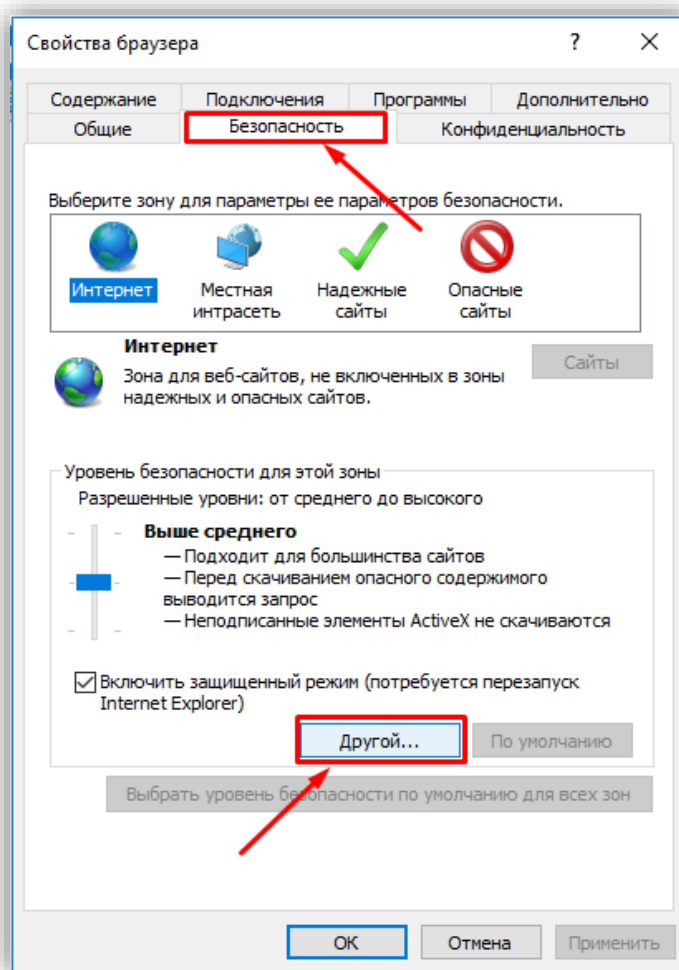 Свойства браузера
Содержание Подключения Программы Дополнительно
Общие Безопасность Конфиденциальность
Выберите зону для параметры ее параметров безопасности.
Интернет Местная интрасеть Надежные сайты Опасные сайты
Интернет
Сайты
Зона для веб-сайтов, не включенных в зоны
надежных и опасных сайтов.
Уровень безопасности для этой зоны
Разрешенные уровни: от среднего до высокого
Выше среднего
— Подходит для большинства сайтов
— Перед скачиванием опасного содержимого
выводится запрос
— Неподписанные элементы ActiveX не скачиваются
Включить защищенный режим (потребуется перезапуск
Internet Explorer)
Другой... По умолчанию
Выбрать уровень безопасности по умолчанию для всех зон
ОК Отмена Применить